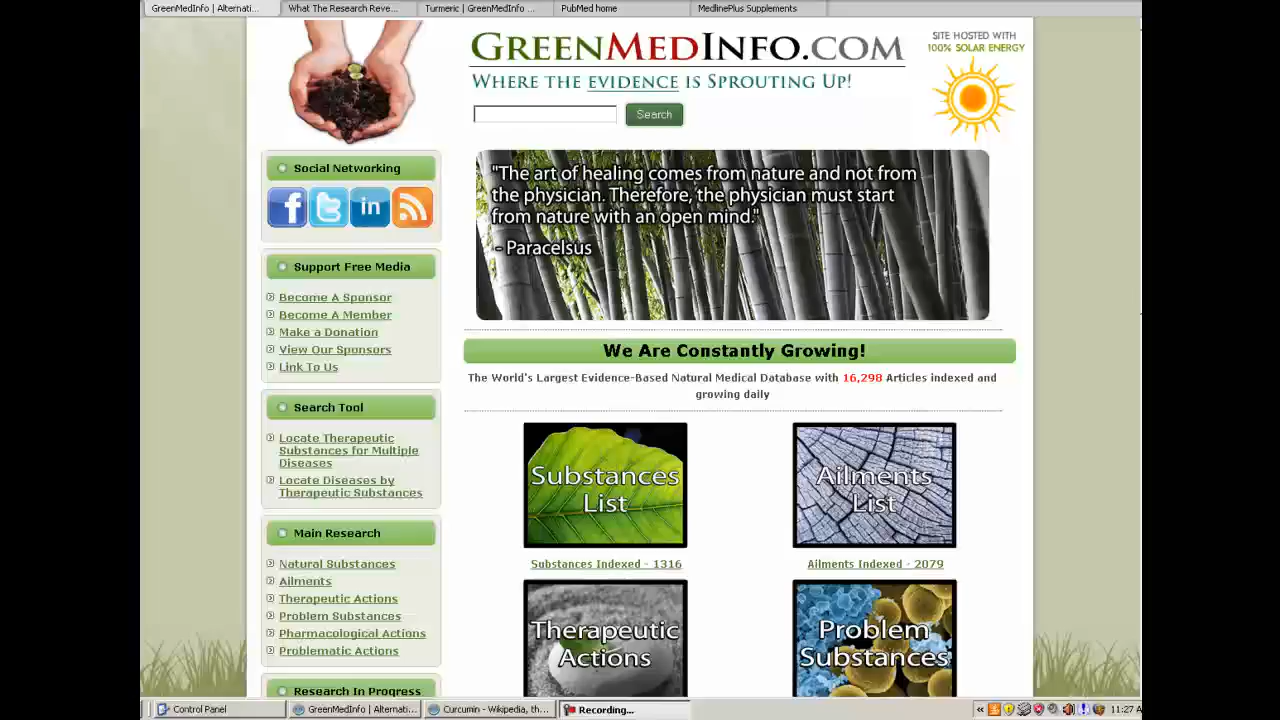 GreenMedInfo | Alternati...
What The Research Reve...
Turmeric | GreenMedInfo ...
PubMed home
MedlinePlus Supplements
GREENMEDINFO.COM
WHERE THE EVIDENCE IS SPROUTING UP!
SITE HOSTED WITH
100% SOLAR ENERGY
Search
Social Networking
f
t
in
"The art of healing comes from nature and not from
the physician. Therefore, the physician must start
from nature with an open mind."
- Paracelsus
Support Free Media
Become A Sponsor
Become A Member
Make a Donation
View Our Sponsors
Link To Us
We Are Constantly Growing!
The World's Largest Evidence-Based Natural Medical Database with 16,298 Articles indexed and
growing daily
Search Tool
Locate Therapeutic
Substances for Multiple
Diseases
Locate Diseases by
Therapeutic Substances
Substances
List
Ailments
List
Substances Indexed - 1316
Ailments Indexed - 2079
Main Research
Natural Substances
Ailments
Therapeutic Actions
Problem Substances
Pharmacological Actions
Problematic Actions
Therapeutic
Actions
Problem
Substances
Research In Progress
Control Panel
GreenMedInfo | Alternati...
Curcumin - Wikipedia, th...
Recording...
11:27 A